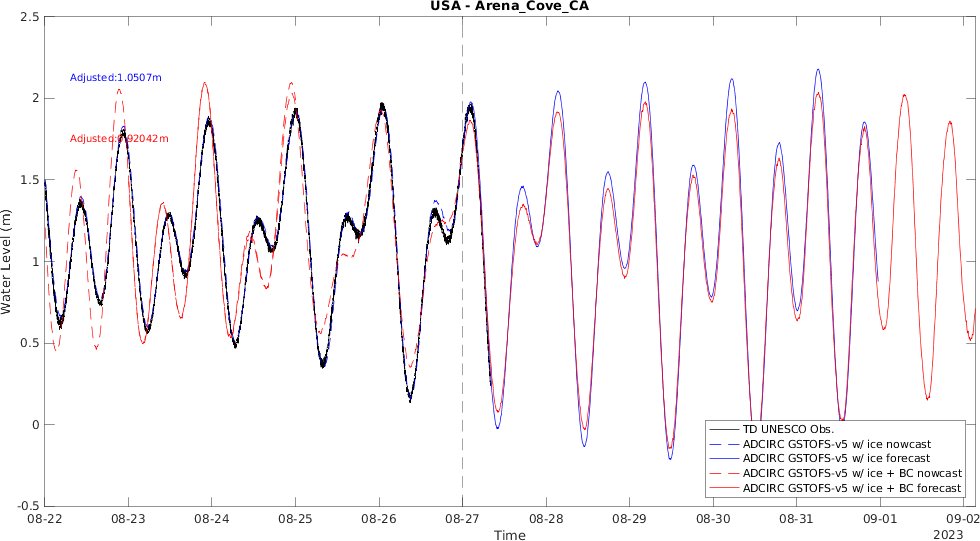 USA - Arena_Cove_CA
2.5
2
1.5
1
0.5
0
-0.5
Water Level (m)
Adjusted:1.0507m
Adjusted:0.92042m
TD UNESCO Obs.
ADCIRC GSTOFS-v5 w/ ice nowcast
ADCIRC GSTOFS-v5 w/ ice forecast
ADCIRC GSTOFS-v5 w/ ice + BC nowcast
ADCIRC GSTOFS-v5 w/ ice + BC forecast
08-22 08-23 08-24 08-25 08-26 08-27 08-28 08-29 08-30 08-31 09-01 09-02
Time
2023